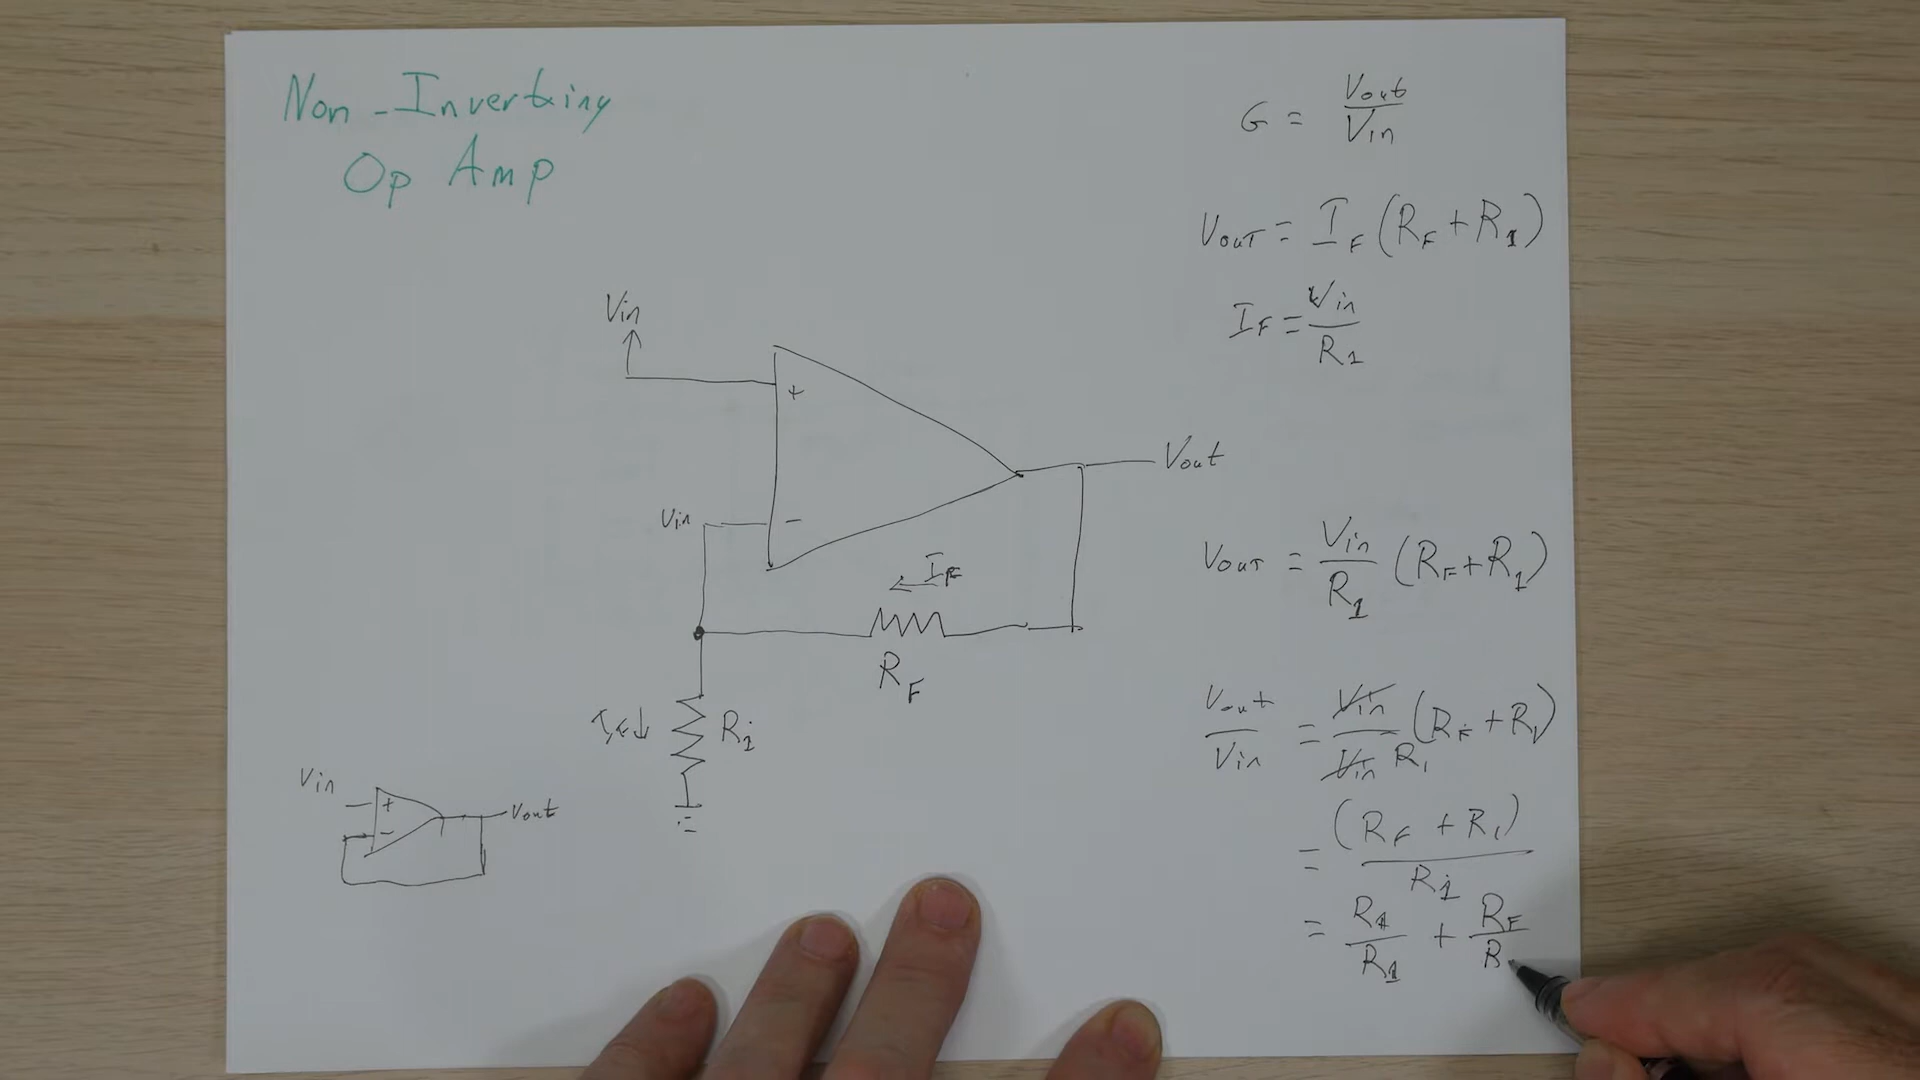 Non-Inverting
Op Amp
Vin
+
-
Vin
Vout
IF
RF
R1
Vin
+
-
Vout
G = Vout / Vin
VOUT = IF (RF + R1)
IF = Vin / R1
VOUT = Vin / R1 (RF + R1)
Vout / Vin = Vin / Vin R1 (RF + R1)
= (RF + R1) / R1
= R1 / R1 + RF / R